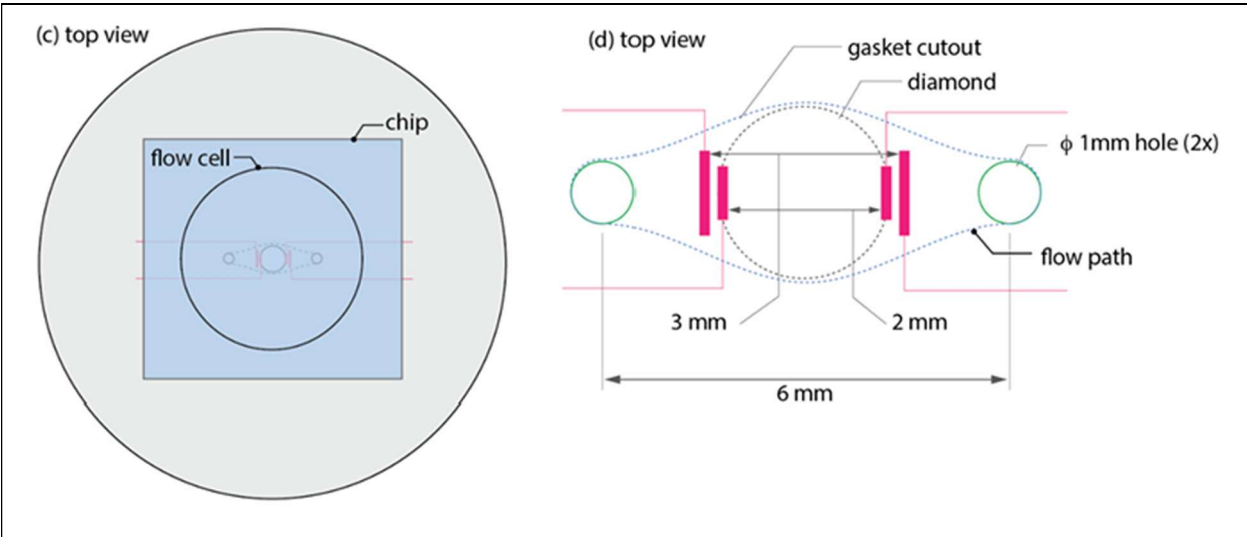 (c) top view
chip
flow cell
(d) top view
gasket cutout
diamond
ϕ 1mm hole (2x)
flow path
3 mm
2 mm
6 mm